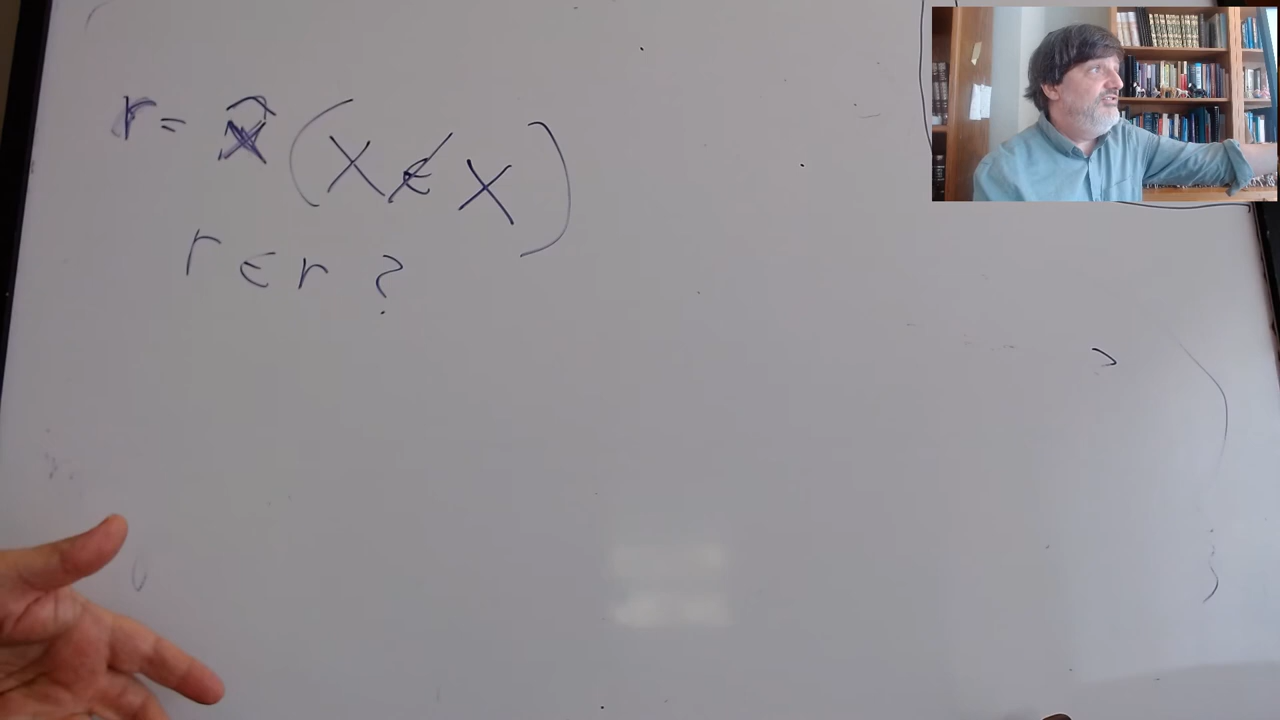 r = x̂ (x ∉ x)
r ∈ r ?